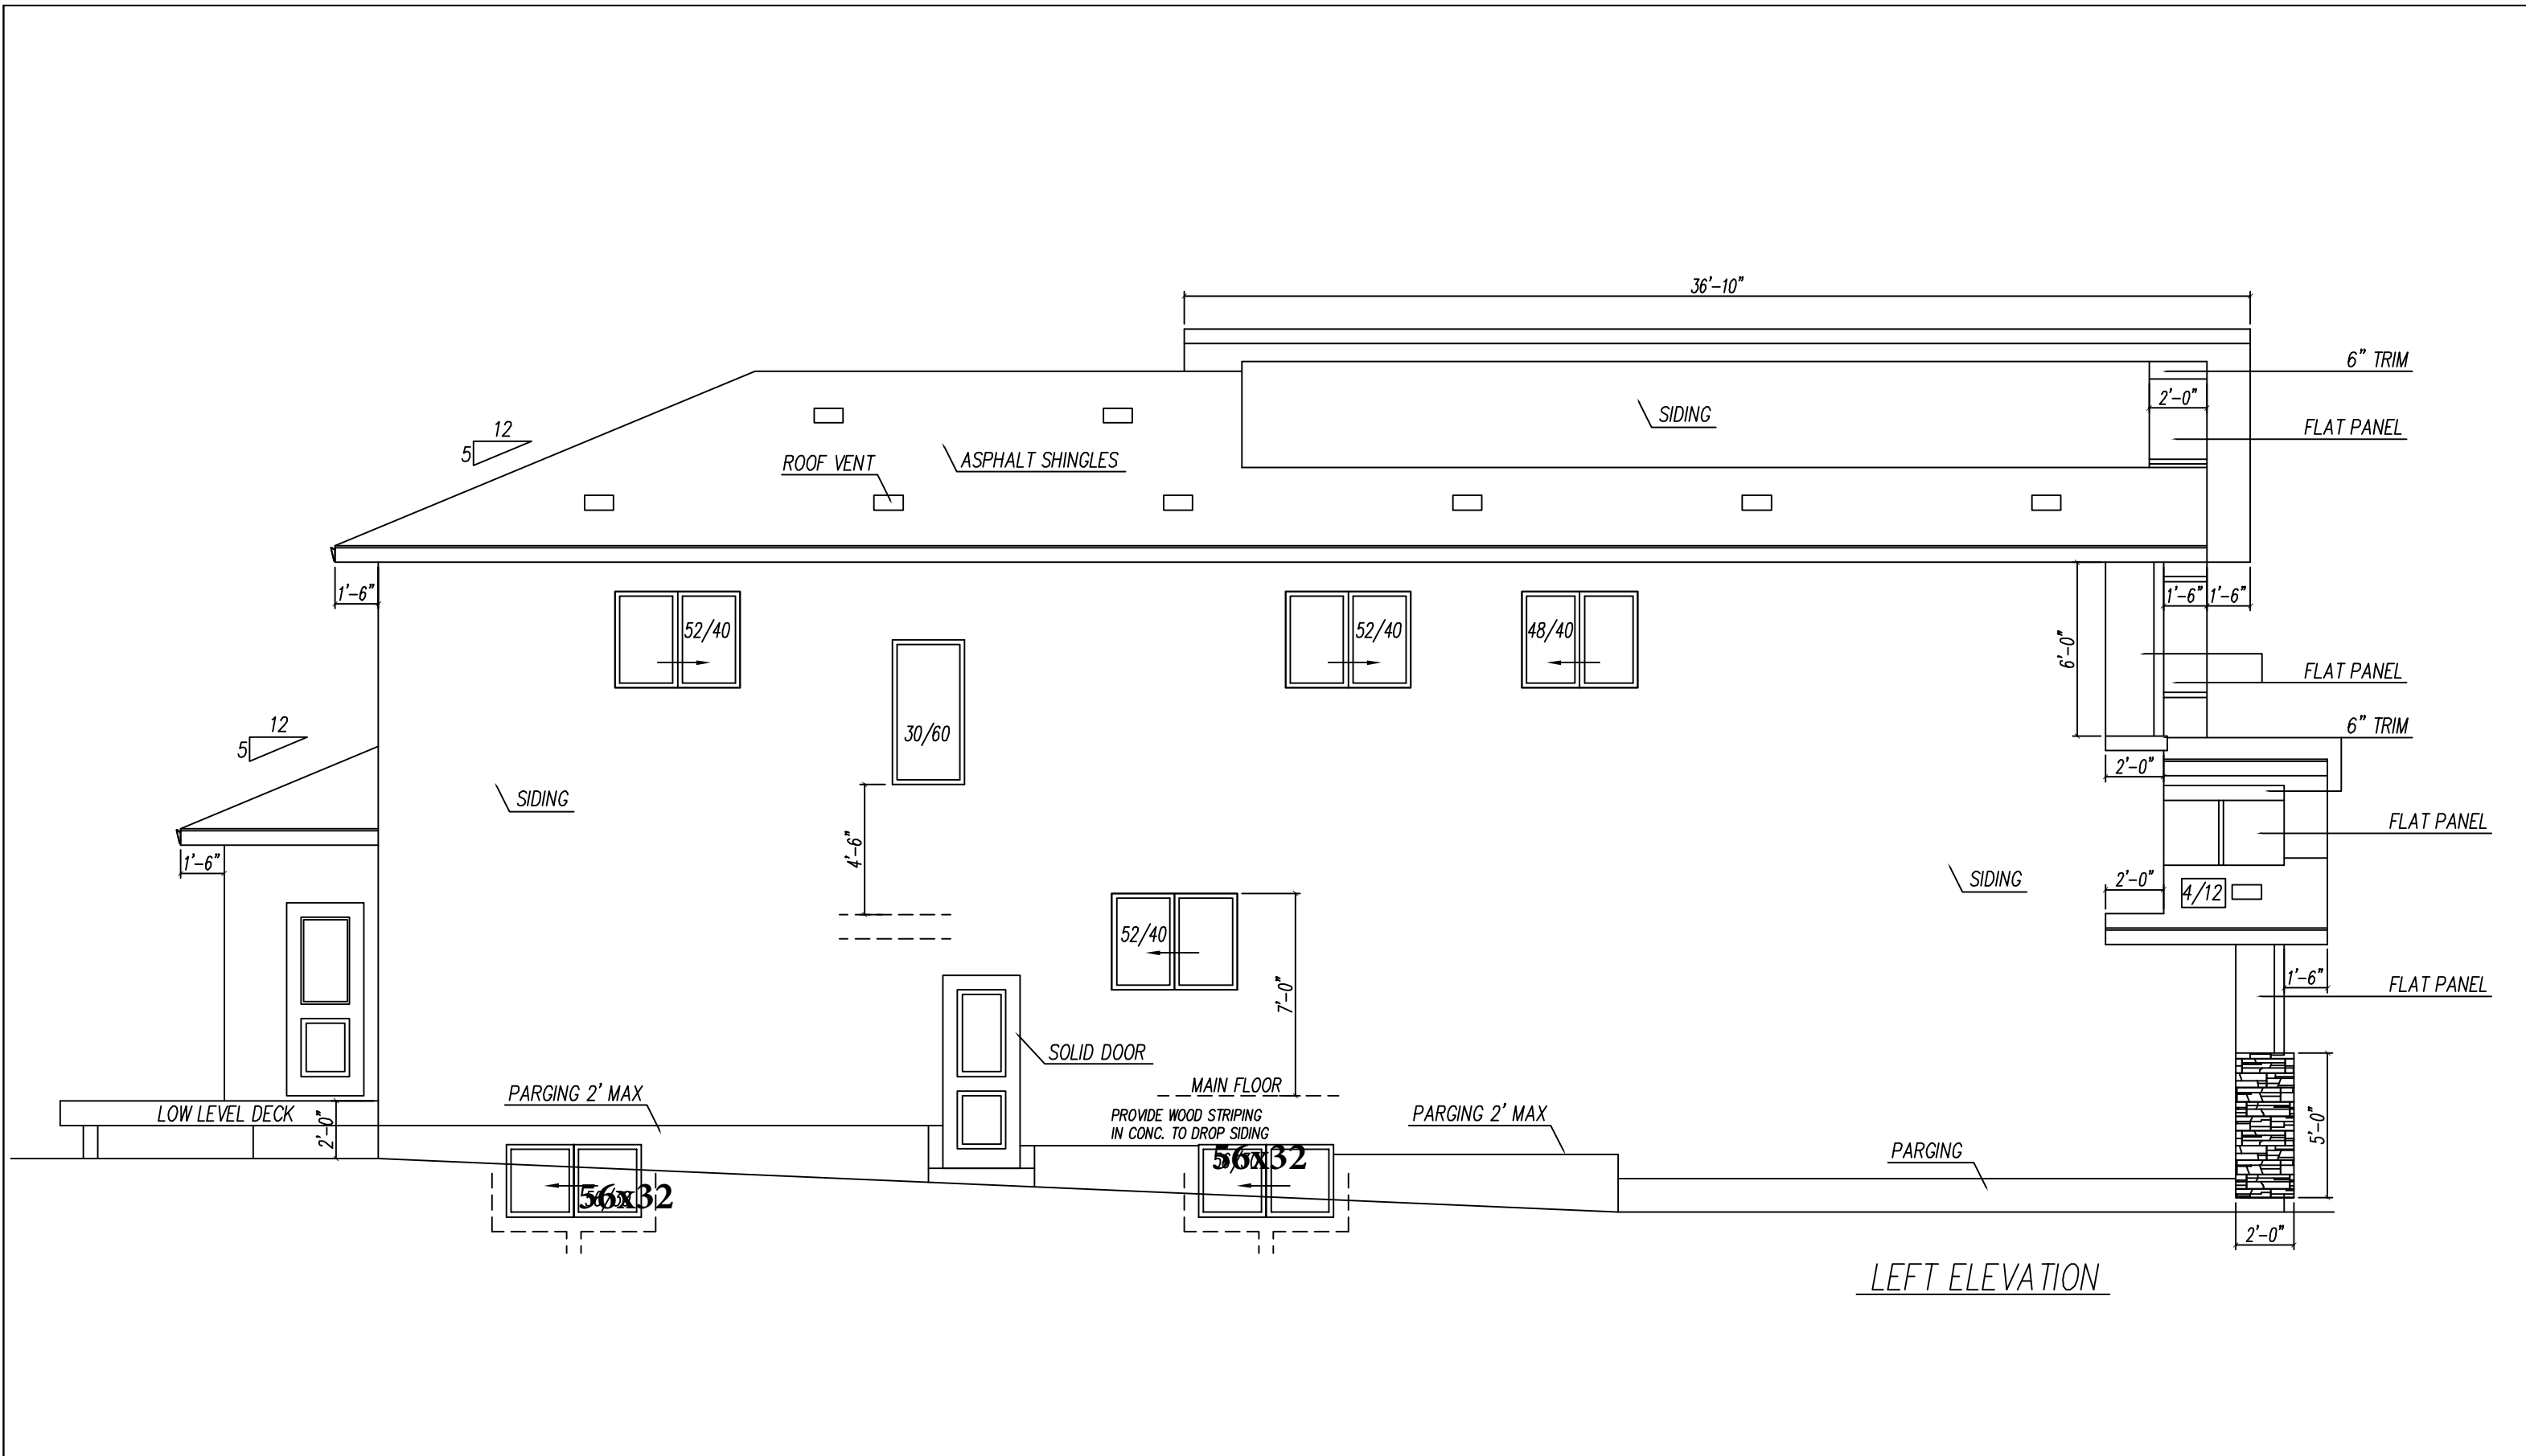 36'-10"
6" TRIM
2'-0"
SIDING
FLAT PANEL
12
5
ROOF VENT
ASPHALT SHINGLES
1'-6"
1'-6"
1'-6"
52/40
52/40
48/40
6'-0"
FLAT PANEL
30/60
12
5
6" TRIM
2'-0"
SIDING
4'-6"
FLAT PANEL
1'-6"
SIDING
2'-0"
4/12
52/40
7'-0"
1'-6"
FLAT PANEL
SOLID DOOR
MAIN FLOOR
PARGING 2' MAX
LOW LEVEL DECK
2'-0"
PROVIDE WOOD STRIPING
IN CONC. TO DROP SIDING
PARGING 2' MAX
5'-0"
PARGING
56x32
56x32
2'-0"
LEFT ELEVATION